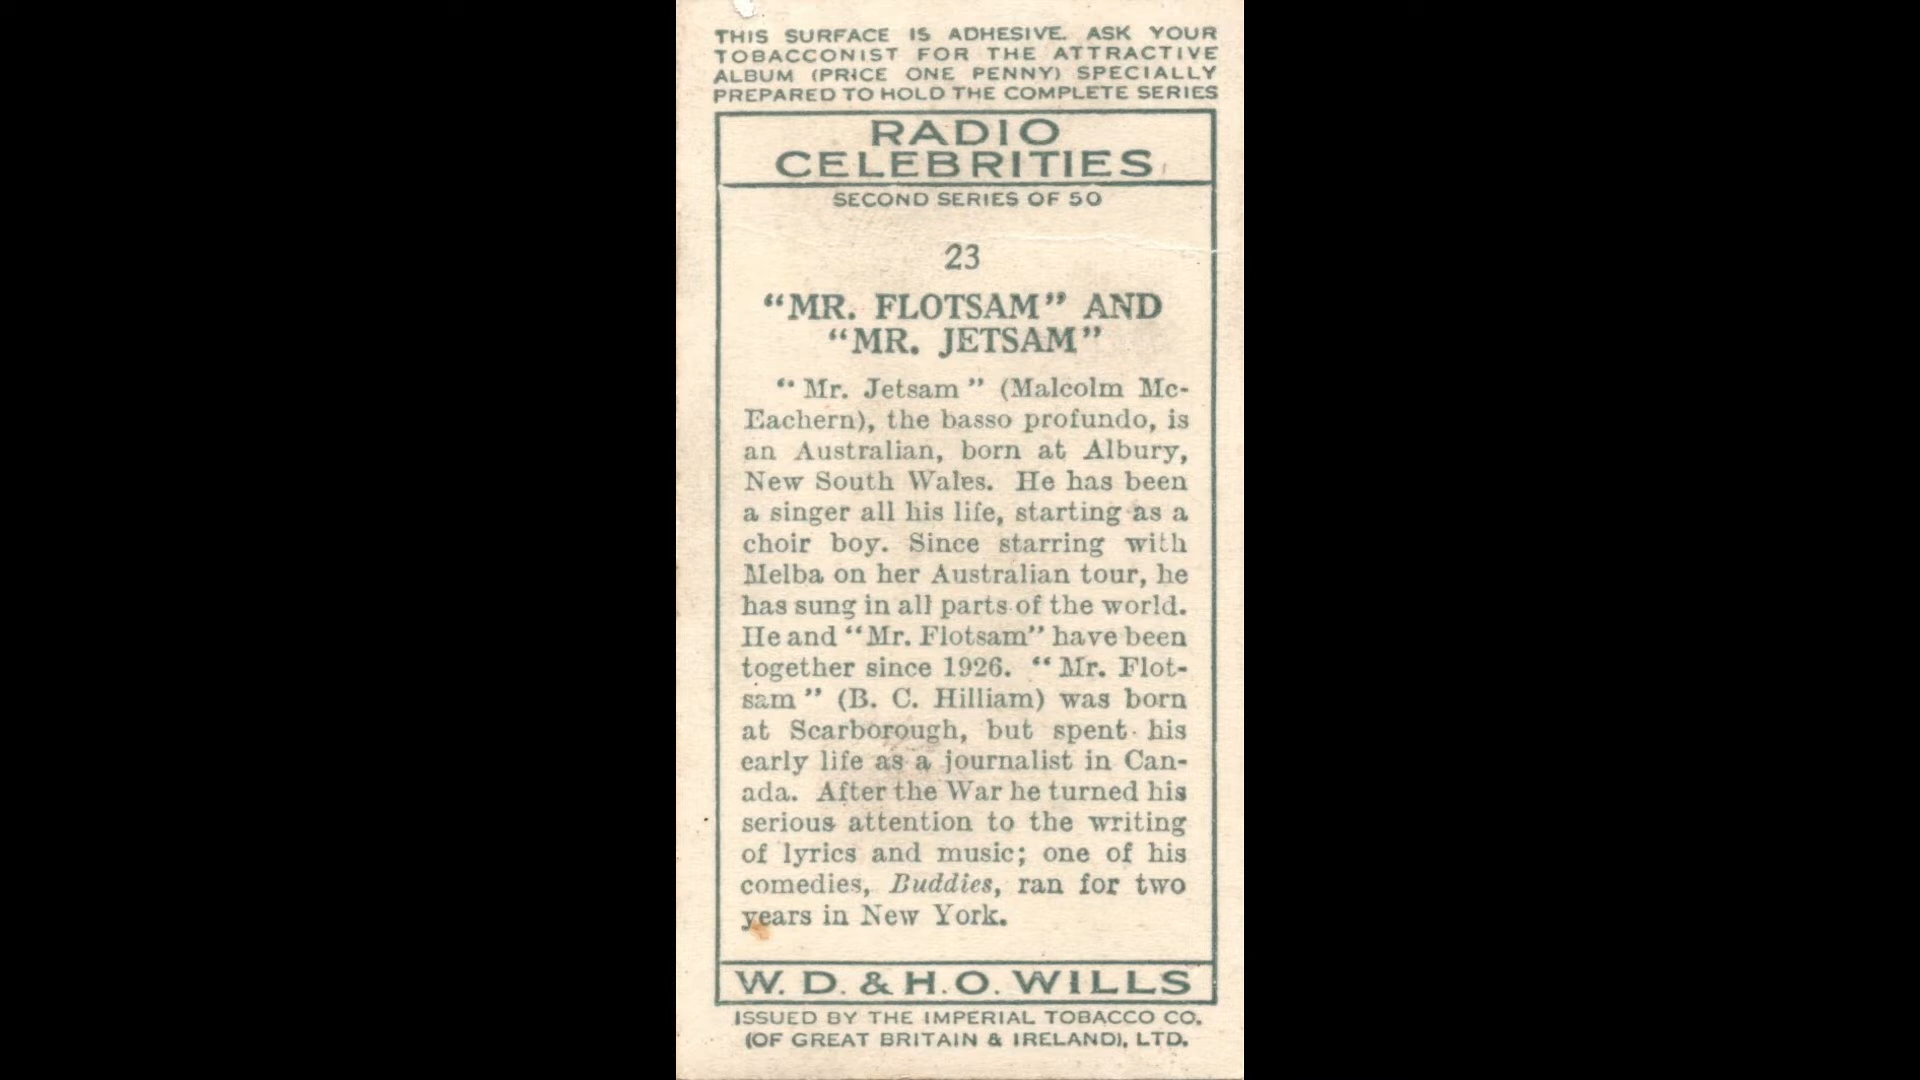 THIS SURFACE IS ADHESIVE. ASK YOUR
TOBACCONIST FOR THE ATTRACTIVE
ALBUM (PRICE ONE PENNY) SPECIALLY
PREPARED TO HOLD THE COMPLETE SERIES
RADIO
CELEBRITIES
SECOND SERIES OF 50
23
“MR. FLOTSAM” AND
“MR. JETSAM”
“Mr. Jetsam” (Malcolm Mc-
Eachern), the basso profundo, is
an Australian, born at Albury,
New South Wales. He has been
a singer all his life, starting as a
choir boy. Since starring with
Melba on her Australian tour, he
has sung in all parts of the world.
He and “Mr. Flotsam” have been
together since 1926. “Mr. Flot-
sam” (B. C. Hilliam) was born
at Scarborough, but spent his
early life as a journalist in Can-
ada. After the War he turned his
serious attention to the writing
of lyrics and music; one of his
comedies, Buddies, ran for two
years in New York.
W. D. & H. O. WILLS
ISSUED BY THE IMPERIAL TOBACCO CO.
(OF GREAT BRITAIN & IRELAND), LTD.